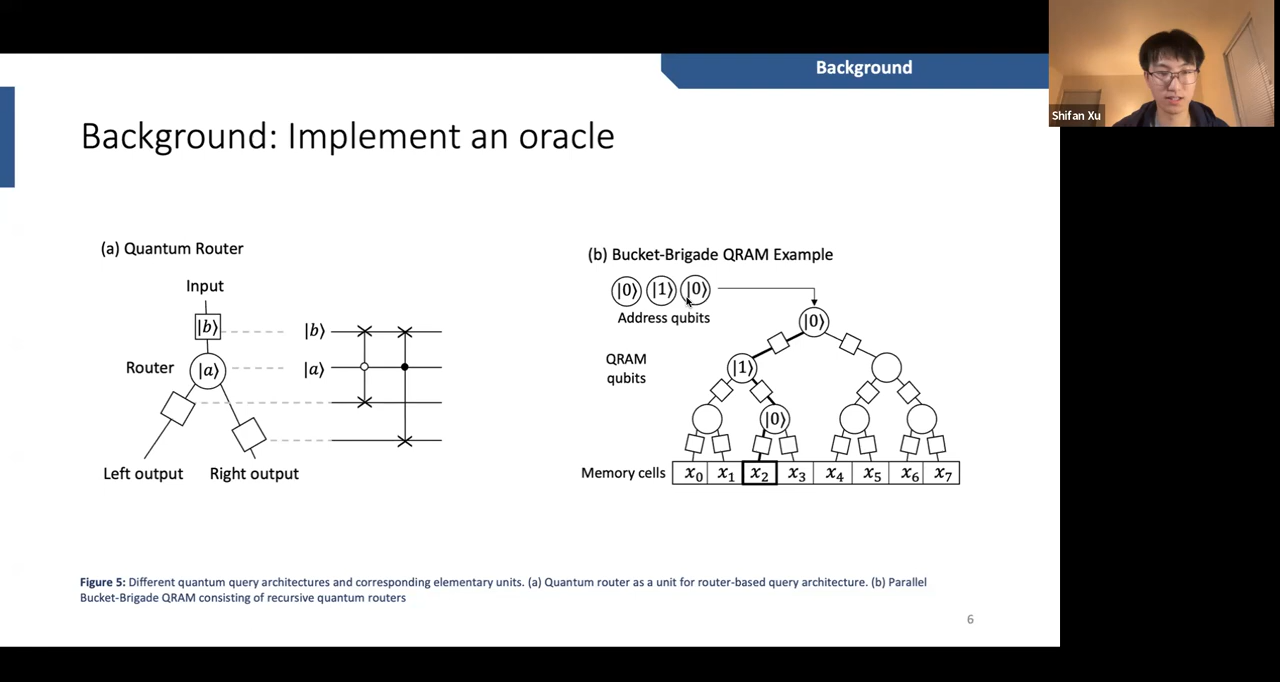 Background
Shifan Xu
Background: Implement an oracle
(a) Quantum Router
Input
|b⟩
Router
|a⟩
Left output
Right output
|b⟩
|a⟩
(b) Bucket-Brigade QRAM Example
|0⟩ |1⟩ |0⟩
Address qubits
|0⟩
QRAM
qubits
|1⟩
|0⟩
Memory cells
x₀ x₁ x₂ x₃ x₄ x₅ x₆ x₇
Figure 5: Different quantum query architectures and corresponding elementary units. (a) Quantum router as a unit for router-based query architecture. (b) Parallel
Bucket-Brigade QRAM consisting of recursive quantum routers
6